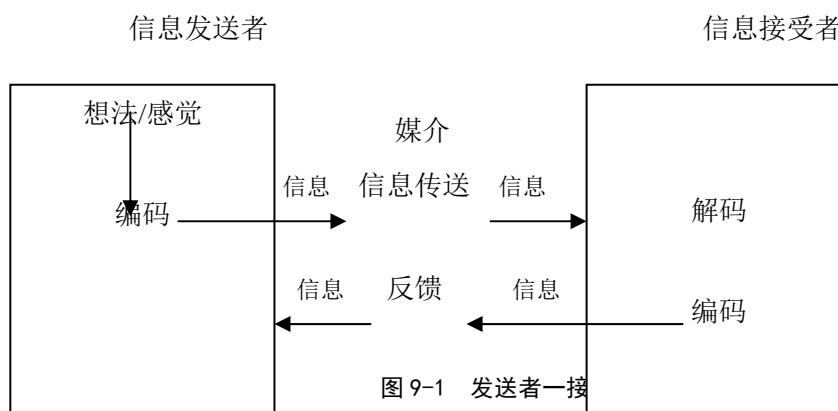 信息发送者 信息接受者
想法/感觉
媒介
信息 信息传送 信息
编码 解码
信息 反馈 信息
编码
图 9-1 发送者一接